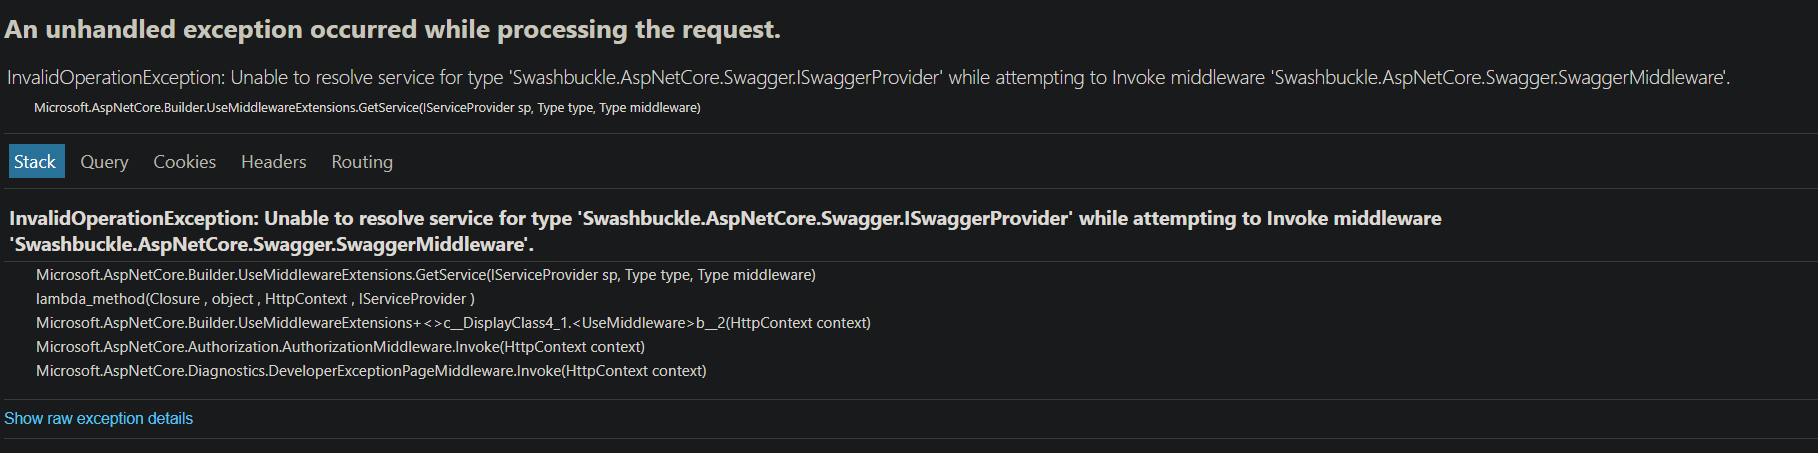 An unhandled exception occurred while processing the request.
InvalidOperationException: Unable to resolve service for type 'Swashbuckle.AspNetCore.Swagger.ISwaggerProvider' while attempting to Invoke middleware 'Swashbuckle.AspNetCore.Swagger.SwaggerMiddleware'.
Microsoft.AspNetCore.Builder.UseMiddlewareExtensions.GetService(IServiceProvider sp, Type type, Type middleware)
Stack Query Cookies Headers Routing
InvalidOperationException: Unable to resolve service for type 'Swashbuckle.AspNetCore.Swagger.ISwaggerProvider' while attempting to Invoke middleware
'Swashbuckle.AspNetCore.Swagger.SwaggerMiddleware'.
Microsoft.AspNetCore.Builder.UseMiddlewareExtensions.GetService(IServiceProvider sp, Type type, Type middleware)
lambda_method(Closure , object , HttpContext , IServiceProvider )
Microsoft.AspNetCore.Builder.UseMiddlewareExtensions+<>c__DisplayClass4_1.<UseMiddleware>b__2(HttpContext context)
Microsoft.AspNetCore.Authorization.AuthorizationMiddleware.Invoke(HttpContext context)
Microsoft.AspNetCore.Diagnostics.DeveloperExceptionPageMiddleware.Invoke(HttpContext context)
Show raw exception details